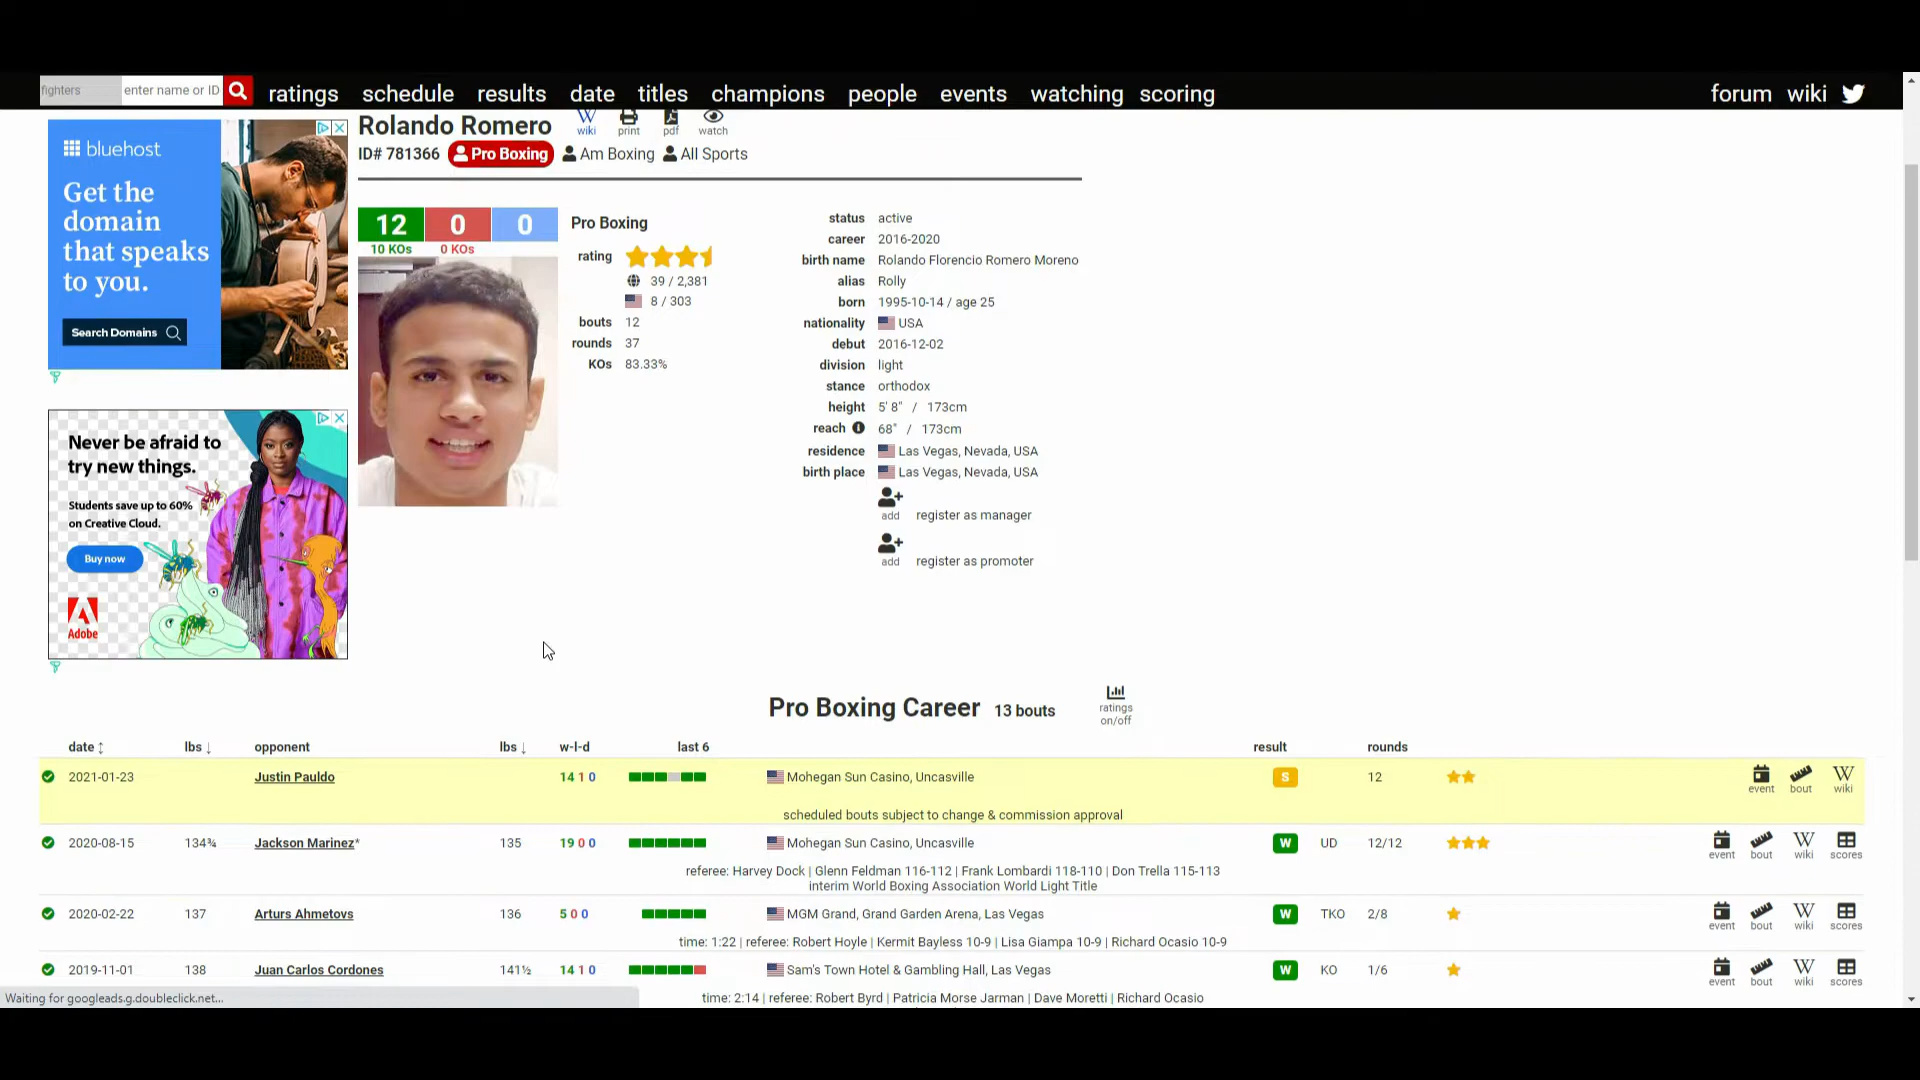 fighters enter name or ID ratings schedule results date titles champions people events watching scoring forum wiki
Rolando Romero wiki print pdf watch
ID# 781366 Pro Boxing Am Boxing All Sports
bluehost
Get the
domain
that speaks
to you.
Search Domains
Never be afraid to
try new things.
Students save up to 60%
on Creative Cloud.
Buy now
Adobe
12 0 0
10 KOs 0 KOs
Pro Boxing
rating
39 / 2,381
8 / 303
bouts 12
rounds 37
KOs 83.33%
status active
career 2016-2020
birth name Rolando Florencio Romero Moreno
alias Rolly
born 1995-10-14 / age 25
nationality USA
debut 2016-12-02
division light
stance orthodox
height 5' 8" / 173cm
reach 68" / 173cm
residence Las Vegas, Nevada, USA
birth place Las Vegas, Nevada, USA
add register as manager
add register as promoter
Pro Boxing Career 13 bouts ratings on/off
date lbs opponent lbs w-l-d last 6 result rounds
2021-01-23 Justin Pauldo 14 1 0 Mohegan Sun Casino, Uncasville S 12 event bout wiki
scheduled bouts subject to change & commission approval
2020-08-15 134¾ Jackson Marinez* 135 19 0 0 Mohegan Sun Casino, Uncasville W UD 12/12 event bout wiki scores
referee: Harvey Dock | Glenn Feldman 116-112 | Frank Lombardi 118-110 | Don Trella 115-113
interim World Boxing Association World Light Title
2020-02-22 137 Arturs Ahmetovs 136 5 0 0 MGM Grand, Grand Garden Arena, Las Vegas W TKO 2/8 event bout wiki scores
time: 1:22 | referee: Robert Hoyle | Kermit Bayless 10-9 | Lisa Giampa 10-9 | Richard Ocasio 10-9
2019-11-01 138 Juan Carlos Cordones 141½ 14 1 0 Sam's Town Hotel & Gambling Hall, Las Vegas W KO 1/6 event bout wiki scores
time: 2:14 | referee: Robert Byrd | Patricia Morse Jarman | Dave Moretti | Richard Ocasio
Waiting for googleads.g.doubleclick.net...